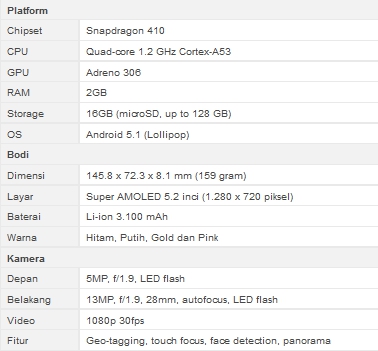 Platform
Chipset Snapdragon 410
CPU Quad-core 1.2 GHz Cortex-A53
GPU Adreno 306
RAM 2GB
Storage 16GB (microSD, up to 128 GB)
OS Android 5.1 (Lollipop)
Bodi
Dimensi 145.8 x 72.3 x 8.1 mm (159 gram)
Layar Super AMOLED 5.2 inci (1.280 x 720 piksel)
Baterai Li-ion 3.100 mAh
Warna Hitam, Putih, Gold dan Pink
Kamera
Depan 5MP, f/1.9, LED flash
Belakang 13MP, f/1.9, 28mm, autofocus, LED flash
Video 1080p 30fps
Fitur Geo-tagging, touch focus, face detection, panorama